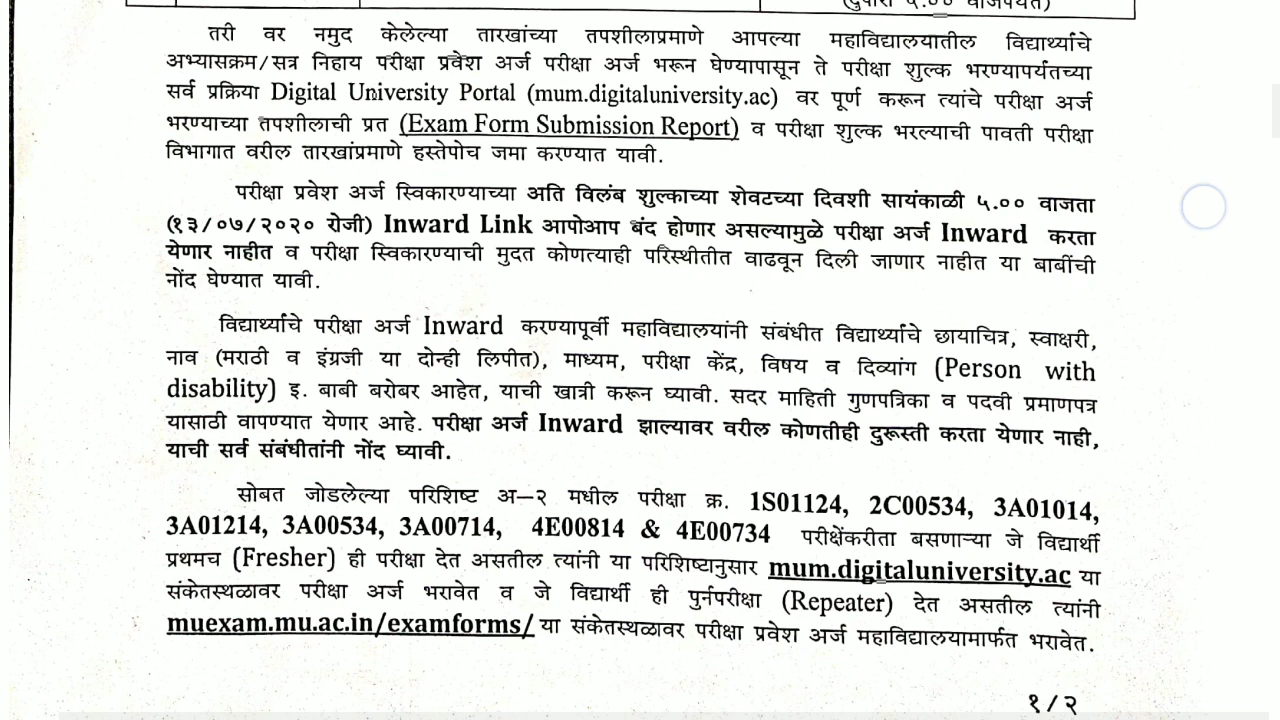 (दुपारी ५.०० वाजेपर्यंत)
तरी वर नमुद केलेल्या तारखांच्या तपशीलाप्रमाणे आपल्या महाविद्यालयातील विद्यार्थ्यांचे
अभ्यासक्रम/सत्र निहाय परीक्षा प्रवेश अर्ज परीक्षा अर्ज भरून घेण्यापासून ते परीक्षा शुल्क भरण्यापर्यंतच्या
सर्व प्रक्रिया Digital University Portal (mum.digitaluniversity.ac) वर पूर्ण करून त्यांचे परीक्षा अर्ज
भरण्याच्या तपशीलाची प्रत (Exam Form Submission Report) व परीक्षा शुल्क भरल्याची पावती परीक्षा
विभागात वरील तारखांप्रमाणे हस्तेपोच जमा करण्यात यावी.
परीक्षा प्रवेश अर्ज स्विकारण्याच्या अति विलंब शुल्काच्या शेवटच्या दिवशी सायंकाळी ५.०० वाजता
(१३/०७/२०२० रोजी) Inward Link आपोआप बंद होणार असल्यामुळे परीक्षा अर्ज Inward करता
येणार नाहीत व परीक्षा स्विकारण्याची मुदत कोणत्याही परिस्थीतीत वाढवून दिली जाणार नाहीत या बाबींची
नोंद घेण्यात यावी.
विद्यार्थ्यांचे परीक्षा अर्ज Inward करण्यापूर्वी महाविद्यालयांनी संबंधीत विद्यार्थ्यांचे छायाचित्र, स्वाक्षरी,
नाव (मराठी व इंग्रजी या दोन्ही लिपीत), माध्यम, परीक्षा केंद्र, विषय व दिव्यांग (Person with
disability) इ. बाबी बरोबर आहेत, याची खात्री करून घ्यावी. सदर माहिती गुणपत्रिका व पदवी प्रमाणपत्र
यासाठी वापण्यात येणार आहे. परीक्षा अर्ज Inward झाल्यावर वरील कोणतीही दुरूस्ती करता येणार नाही,
याची सर्व संबंधीतांनी नोंद घ्यावी.
सोबत जोडलेल्या परिशिष्ट अ–२ मधील परीक्षा क्र. 1S01124, 2C00534, 3A01014,
3A01214, 3A00534, 3A00714, 4E00814 & 4E00734 परीक्षेंकरीता बसणाऱ्या जे विद्यार्थी
प्रथमच (Fresher) ही परीक्षा देत असतील त्यांनी या परिशिष्टानुसार mum.digitaluniversity.ac या
संकेतस्थळावर परीक्षा अर्ज भरावेत व जे विद्यार्थी ही पुर्नपरीक्षा (Repeater) देत असतील त्यांनी
muexam.mu.ac.in/examforms/ या संकेतस्थळावर परीक्षा प्रवेश अर्ज महाविद्यालयामार्फत भरावेत.
१/२